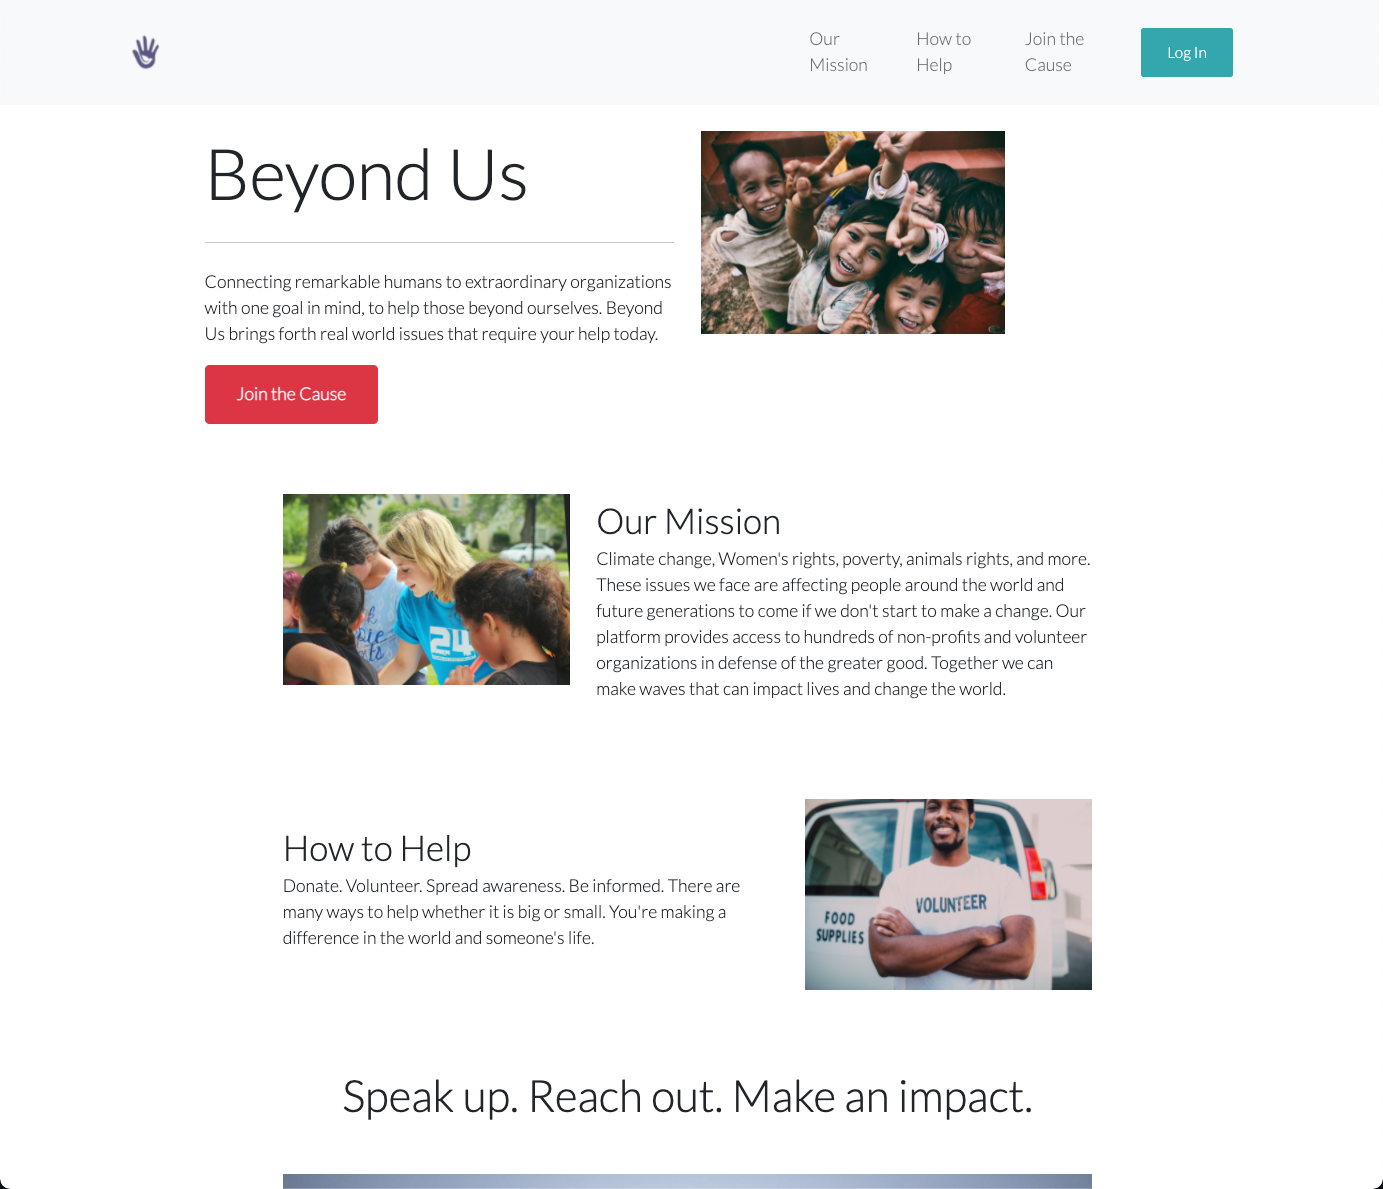 Our
Mission
How to
Help
Join the
Cause
Log In
Beyond Us
Connecting remarkable humans to extraordinary organizations
with one goal in mind, to help those beyond ourselves. Beyond
Us brings forth real world issues that require your help today.
Join the Cause
24
Our Mission
Climate change, Women's rights, poverty, animals rights, and more.
These issues we face are affecting people around the world and
future generations to come if we don't start to make a change. Our
platform provides access to hundreds of non-profits and volunteer
organizations in defense of the greater good. Together we can
make waves that can impact lives and change the world.
How to Help
Donate. Volunteer. Spread awareness. Be informed. There are
many ways to help whether it is big or small. You're making a
difference in the world and someone's life.
VOLUNTEER
FOOD
SUPPLIES
Speak up. Reach out. Make an impact.